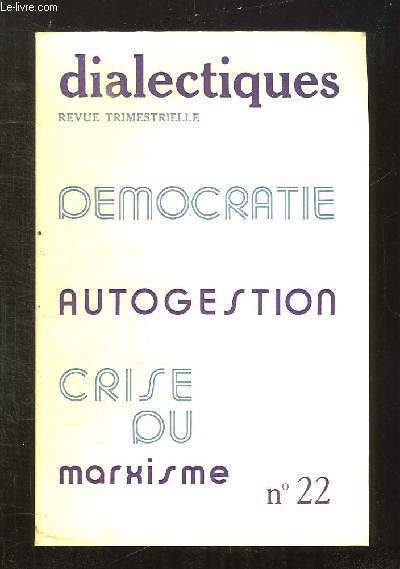 Le-livre.com
dialectiques
REVUE TRIMESTRIELLE
DEMOCRATIE
AUTOGESTION
CRISE
DU
marxisme
n° 22